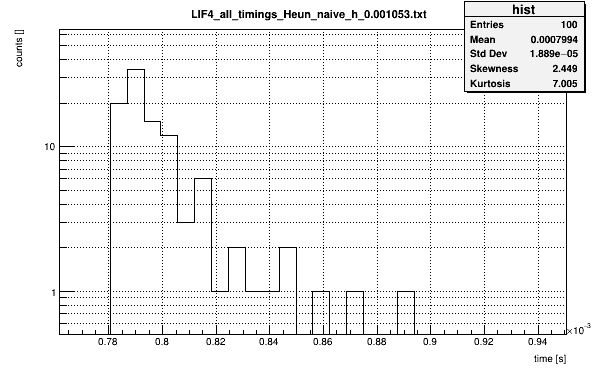 LIF4_all_timings_Heun_naive_h_0.001053.txt
hist
Entries 100
Mean 0.0007994
Std Dev 1.889e−05
Skewness 2.449
Kurtosis 7.005
counts []
10
1
0.78 0.8 0.82 0.84 0.86 0.88 0.9 0.92 0.94
×10⁻³
time [s]